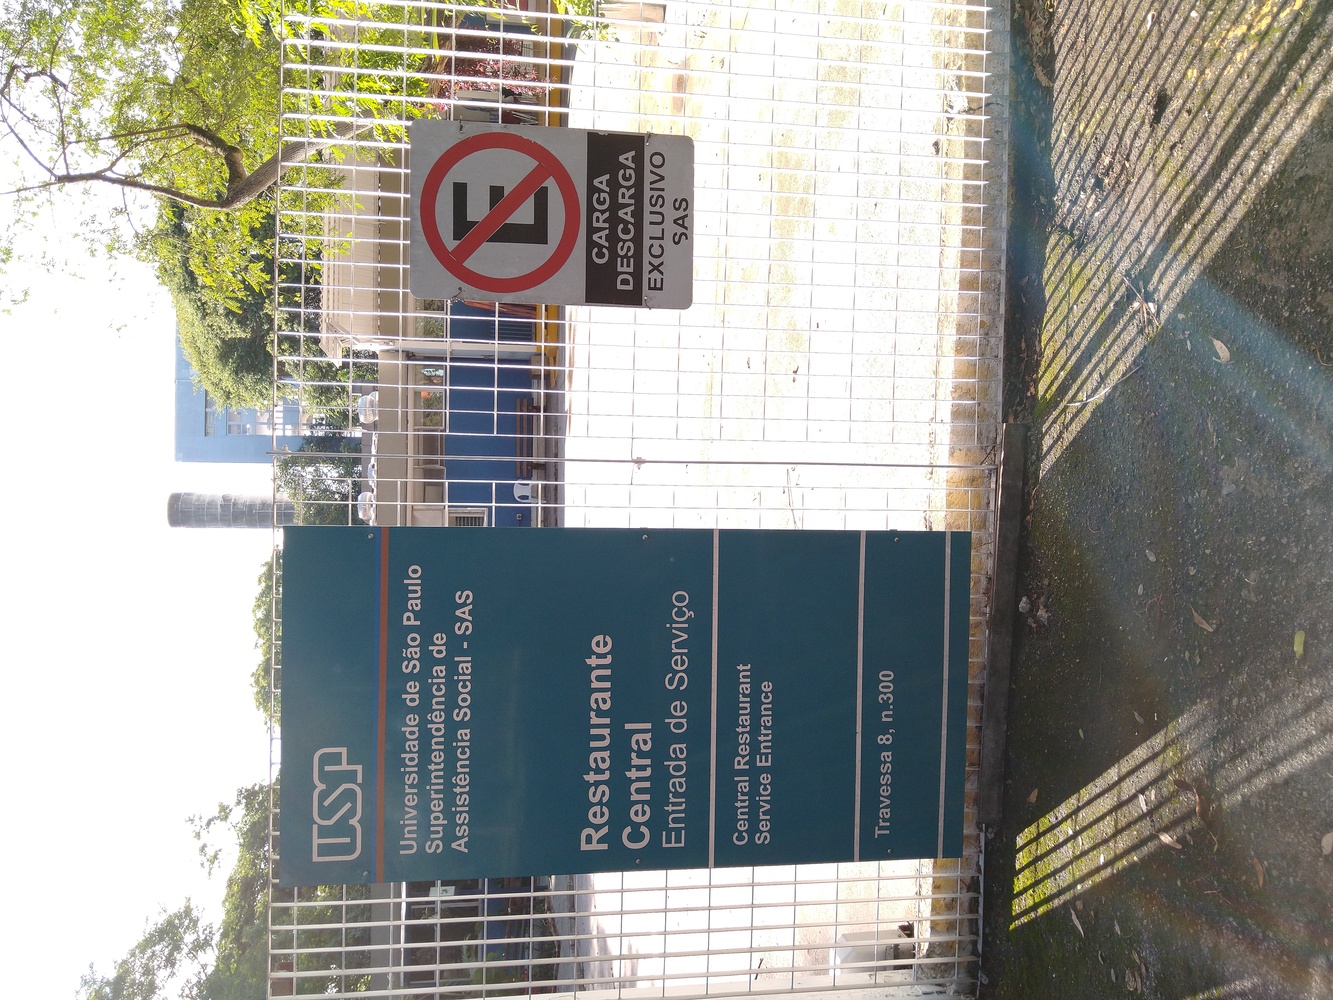 USP
Universidade de São Paulo
Superintendência de
Assistência Social - SAS
Restaurante
Central
Entrada de Serviço
Central Restaurant
Service Entrance
Travessa 8, n.300
E
CARGA
DESCARGA
EXCLUSIVO
SAS